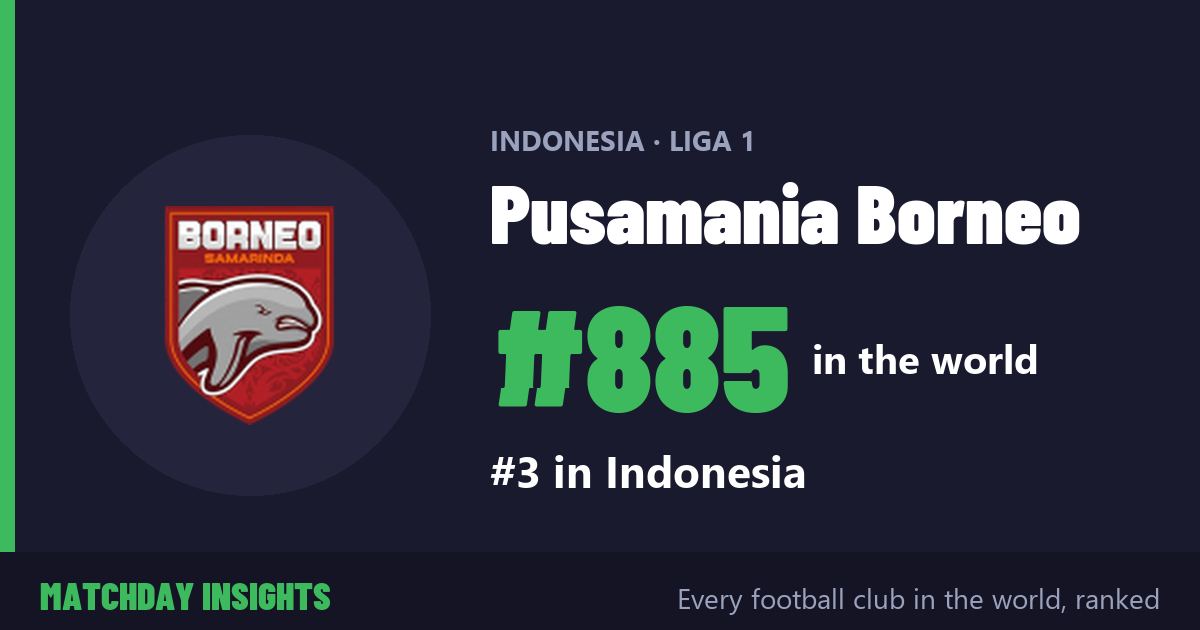 INDONESIA · LIGA 1
Pusamania Borneo
BORNEO
SAMARINDA
#885 in the world
#3 in Indonesia
MATCHDAY INSIGHTS
Every football club in the world, ranked